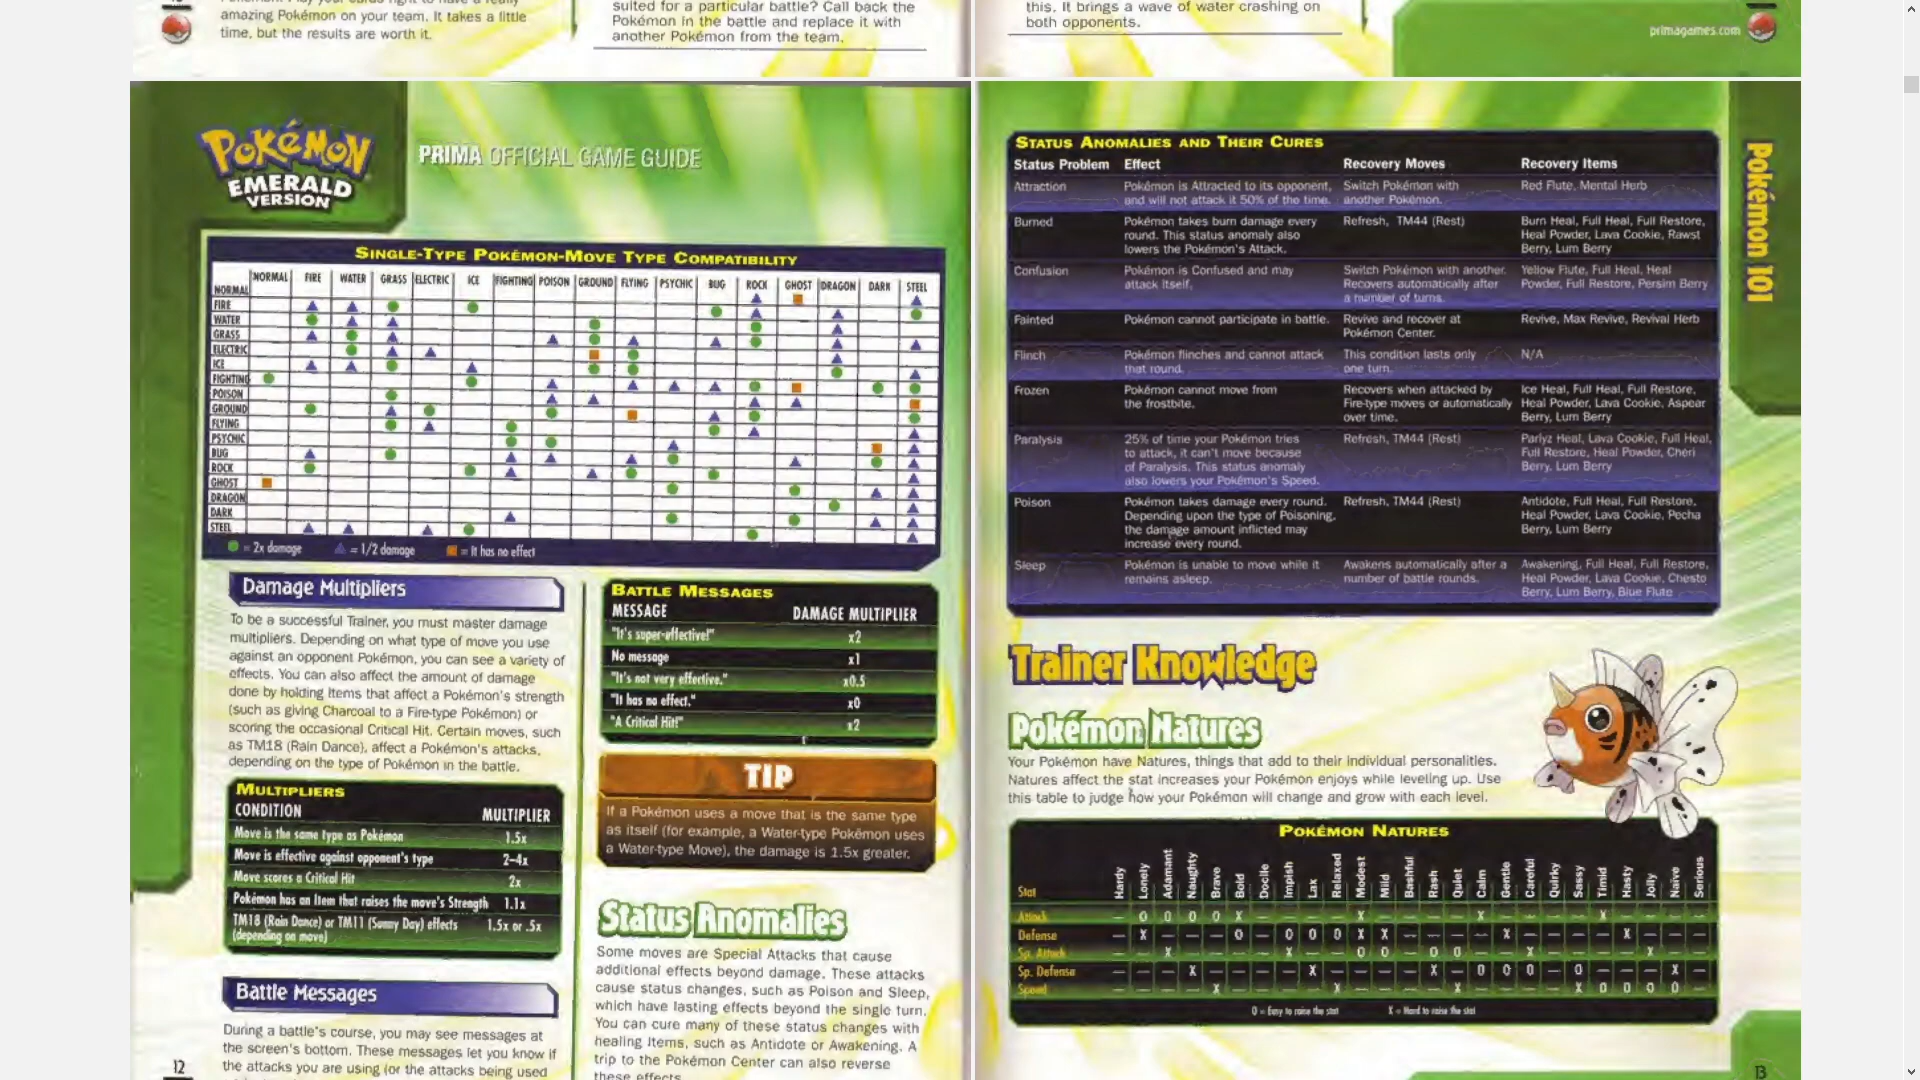 amazing Pokémon on your team. It takes a little
time, but the results are worth it.
suited for a particular battle? Call back the
Pokémon in the battle and replace it with
another Pokémon from the team.
this. It brings a wave of water crashing on
both opponents.
primagames.com
POKéMON
EMERALD
VERSION
PRIMA OFFICIAL GAME GUIDE
SINGLE-TYPE POKÉMON-MOVE TYPE COMPATIBILITY
NORMAL FIRE WATER GRASS ELECTRIC ICE FIGHTING POISON GROUND FLYING PSYCHIC BUG ROCK GHOST DRAGON DARK STEEL
NORMAL
FIRE
WATER
GRASS
ELECTRIC
ICE
FIGHTING
POISON
GROUND
FLYING
PSYCHIC
BUG
ROCK
GHOST
DRAGON
DARK
STEEL
= 2x damage = 1/2 damage = It has no effect
Damage Multipliers
To be a successful Trainer, you must master damage
multipliers. Depending on what type of move you use
against an opponent Pokémon, you can see a variety of
effects. You can also affect the amount of damage
done by holding Items that affect a Pokémon's strength
(such as giving Charcoal to a Fire-type Pokémon) or
scoring the occasional Critical Hit. Certain moves, such
as TM18 (Rain Dance), affect a Pokémon's attacks,
depending on the type of Pokémon in the battle.
MULTIPLIERS
CONDITION MULTIPLIER
Move is the same type as Pokémon 1.5x
Move is effective against opponent's type 2–4x
Move scores a Critical Hit 2x
Pokémon has an Item that raises the move's Strength 1.1x
TM18 (Rain Dance) or TM11 (Sunny Day) effects 1.5x or .5x
(depending on move)
Battle Messages
During a battle's course, you may see messages at
the screen's bottom. These messages let you know if
the attacks you are using (or the attacks being used
12
BATTLE MESSAGES
MESSAGE DAMAGE MULTIPLIER
"It's super-effective!" x2
No message x1
"It's not very effective." x0.5
"It has no effect." x0
"A Critical Hit!" x2
TIP
If a Pokémon uses a move that is the same type
as itself (for example, a Water-type Pokémon uses
a Water-type Move), the damage is 1.5x greater.
Status Anomalies
Some moves are Special Attacks that cause
additional effects beyond damage. These attacks
cause status changes, such as Poison and Sleep,
which have lasting effects beyond the single turn.
You can cure many of these status changes with
healing Items, such as Antidote or Awakening. A
trip to the Pokémon Center can also reverse
these effects.
STATUS ANOMALIES AND THEIR CURES
Status Problem Effect Recovery Moves Recovery Items
Attraction Pokémon is Attracted to its opponent, Switch Pokémon with Red Flute, Mental Herb
and will not attack it 50% of the time. another Pokémon.
Burned Pokémon takes burn damage every Refresh, TM44 (Rest) Burn Heal, Full Heal, Full Restore,
round. This status anomaly also Heal Powder, Lava Cookie, Rawst
lowers the Pokémon's Attack. Berry, Lum Berry
Confusion Pokémon is Confused and may Switch Pokémon with another. Yellow Flute, Full Heal, Heal
attack itself. Recovers automatically after Powder, Full Restore, Persim Berry
a number of turns.
Fainted Pokémon cannot participate in battle. Revive and recover at Revive, Max Revive, Revival Herb
Pokémon Center.
Flinch Pokémon flinches and cannot attack This condition lasts only N/A
that round. one turn.
Frozen Pokémon cannot move from Recovers when attacked by Ice Heal, Full Heal, Full Restore,
the frostbite. Fire-type moves or automatically Heal Powder, Lava Cookie, Aspear
over time. Berry, Lum Berry
Paralysis 25% of time your Pokémon tries Refresh, TM44 (Rest) Parlyz Heal, Lava Cookie, Full Heal,
to attack, it can't move because Full Restore, Heal Powder, Cheri
of Paralysis. This status anomaly Berry, Lum Berry
also lowers your Pokémon's Speed.
Poison Pokémon takes damage every round. Refresh, TM44 (Rest) Antidote, Full Heal, Full Restore,
Depending upon the type of Poisoning, Heal Powder, Lava Cookie, Pecha
the damage amount inflicted may Berry, Lum Berry
increase every round.
Sleep Pokémon is unable to move while it Awakens automatically after a Awakening, Full Heal, Full Restore,
remains asleep. number of battle rounds. Heal Powder, Lava Cookie, Chesto
Berry, Lum Berry, Blue Flute
Pokémon 101
Trainer Knowledge
Pokémon Natures
Your Pokémon have Natures, things that add to their individual personalities.
Natures affect the stat increases your Pokémon enjoys while leveling up. Use
this table to judge how your Pokémon will change and grow with each level.
POKÉMON NATURES
Stat Hardy Lonely Adamant Naughty Brave Bold Docile Impish Lax Relaxed Modest Mild Bashful Rash Quiet Calm Gentle Careful Quirky Sassy Timid Hasty Jolly Naïve Serious
Attack — O O O O X — — — — X — — — — X — — — — X — — — —
Defense — X — — — O — O O O X X — — — — X — — — — X — — —
Sp. Attack — — X — — — — X — — O O — O O — — X — — — — X — —
Sp. Defense — — — X — — — — X — — — — X — O O O — O — — — X —
Speed — — — — X — — — — X — — — — X — — — — X O O O O —
O = Easy to raise the stat X = Hard to raise the stat
13